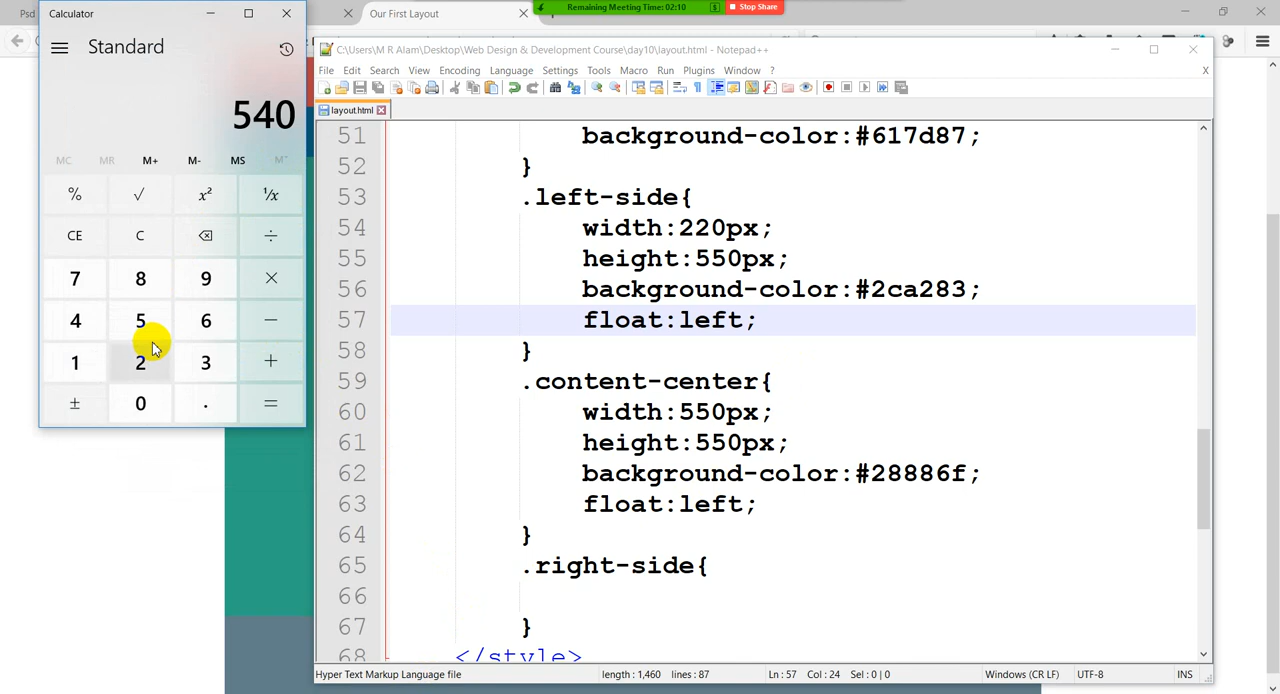 Calculator
Standard
540
MC MR M+ M- MS
% √ x² ¹/x
CE C ÷
7 8 9 ×
4 5 6 −
1 2 3 +
± 0 . =
Psd
Our First Layout
Remaining Meeting Time: 02:10
Stop Share
C:\Users\M R Alam\Desktop\Web Design & Development Course\day10\layout.html - Notepad++
File Edit Search View Encoding Language Settings Tools Macro Run Plugins Window ? X
layout.html
51 background-color:#617d87;
52 }
53 .left-side{
54 width:220px;
55 height:550px;
56 background-color:#2ca283;
57 float:left;
58 }
59 .content-center{
60 width:550px;
61 height:550px;
62 background-color:#28886f;
63 float:left;
64 }
65 .right-side{
66
67 }
68 </style>
Hyper Text Markup Language file length : 1,460 lines : 87 Ln : 57 Col : 24 Sel : 0 | 0 Windows (CR LF) UTF-8 INS